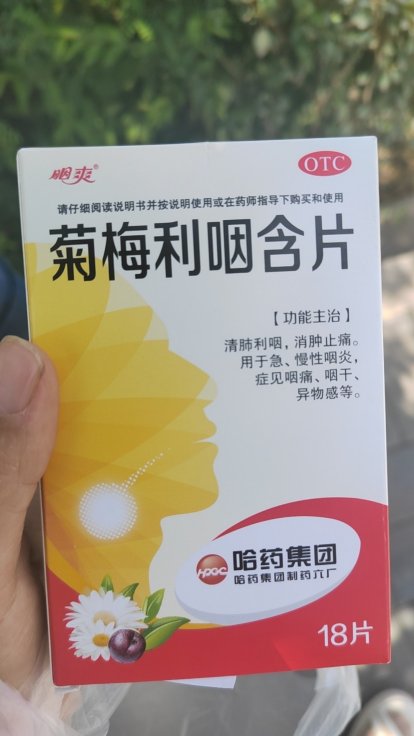 咽爽®
OTC
请仔细阅读说明书并按说明使用或在药师指导下购买和使用
菊梅利咽含片
【功能主治】
清肺利咽，消肿止痛。
用于急、慢性咽炎，
症见咽痛、咽干、
异物感等。
HPGC
哈药集团
哈药集团制药六厂
18片